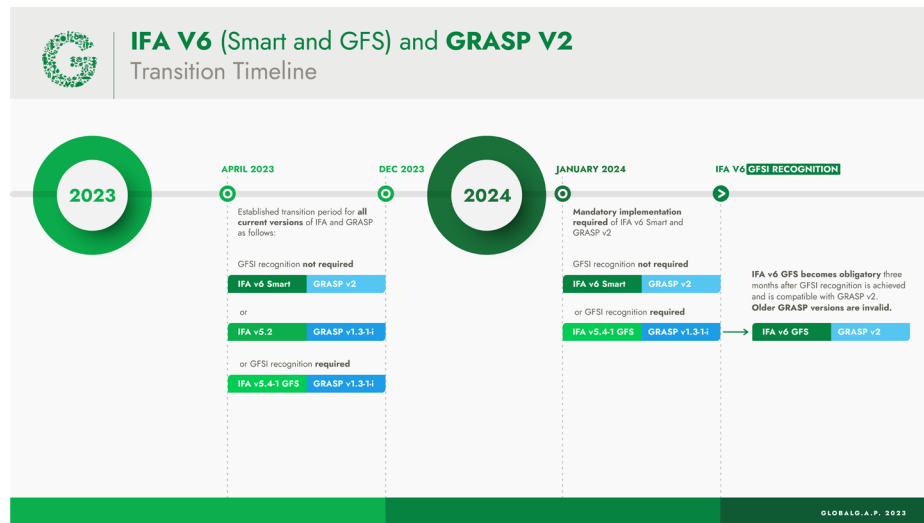 IFA V6 (Smart and GFS) and GRASP V2
Transition Timeline
2023
APRIL 2023
DEC 2023
Established transition period for all
current versions of IFA and GRASP
as follows:
GFSI recognition not required
IFA v6 Smart GRASP v2
or
IFA v5.2 GRASP v1.3-1-i
or GFSI recognition required
IFA v5.4-1 GFS GRASP v1.3-1-i
2024
JANUARY 2024
Mandatory implementation
required of IFA v6 Smart and
GRASP v2
GFSI recognition not required
IFA v6 Smart GRASP v2
or GFSI recognition required
IFA v5.4-1 GFS GRASP v1.3-1-i
IFA V6 GFSI RECOGNITION
IFA v6 GFS becomes obligatory three
months after GFSI recognition is achieved
and is compatible with GRASP v2.
Older GRASP versions are invalid.
IFA v6 GFS GRASP v2
GLOBALG.A.P. 2023